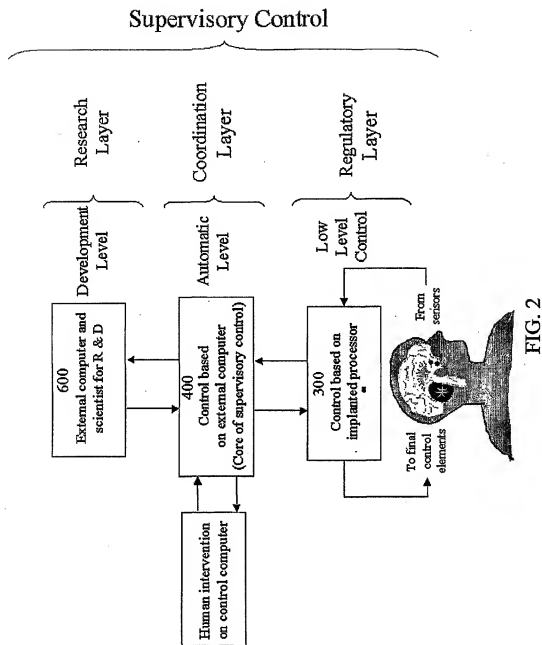 Supervisory Control
Research
Layer
Coordination
Layer
Regulatory
Layer
Development
Level
Automatic
Level
Low
Level
Control
600
External computer and
scientist for R & D
400
Control based
on external computer
(Core of supervisory control)
300
Control based on
implanted processor
Human intervention
on control computer
To final
control
elements
From
sensors
FIG. 2